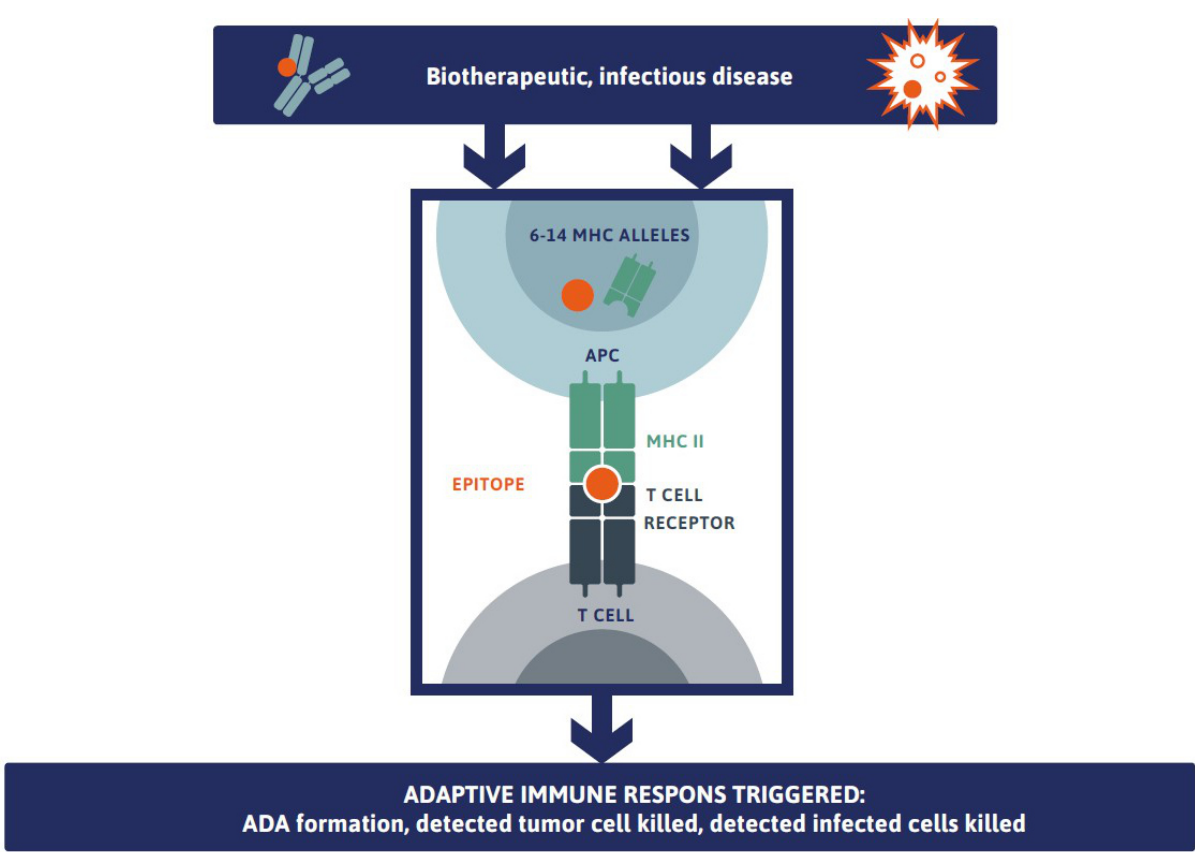 Biotherapeutic, infectious disease
6-14 MHC ALLELES
APC
MHC II
EPITOPE
T CELL
RECEPTOR
T CELL
ADAPTIVE IMMUNE RESPONS TRIGGERED:
ADA formation, detected tumor cell killed, detected infected cells killed